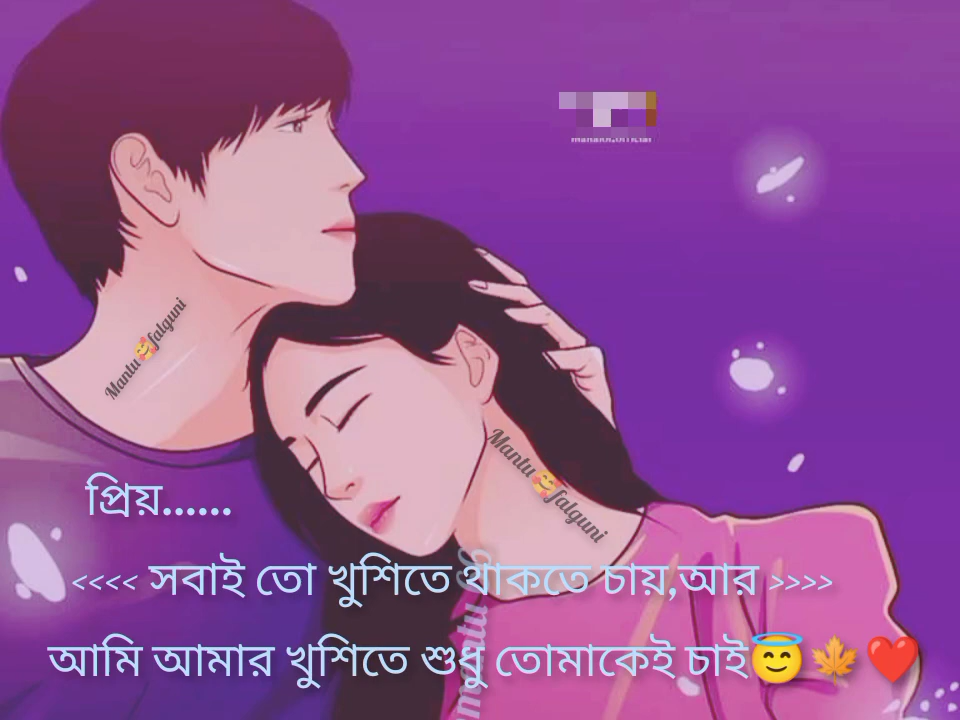 Mantu🥰falguni
Mantu🥰falguni
প্রিয়......
<<<< সবাই তো খুশিতে থাকতে চায়,আর >>>>
আমি আমার খুশিতে শুধু তোমাকেই চাই😇🍁❤️